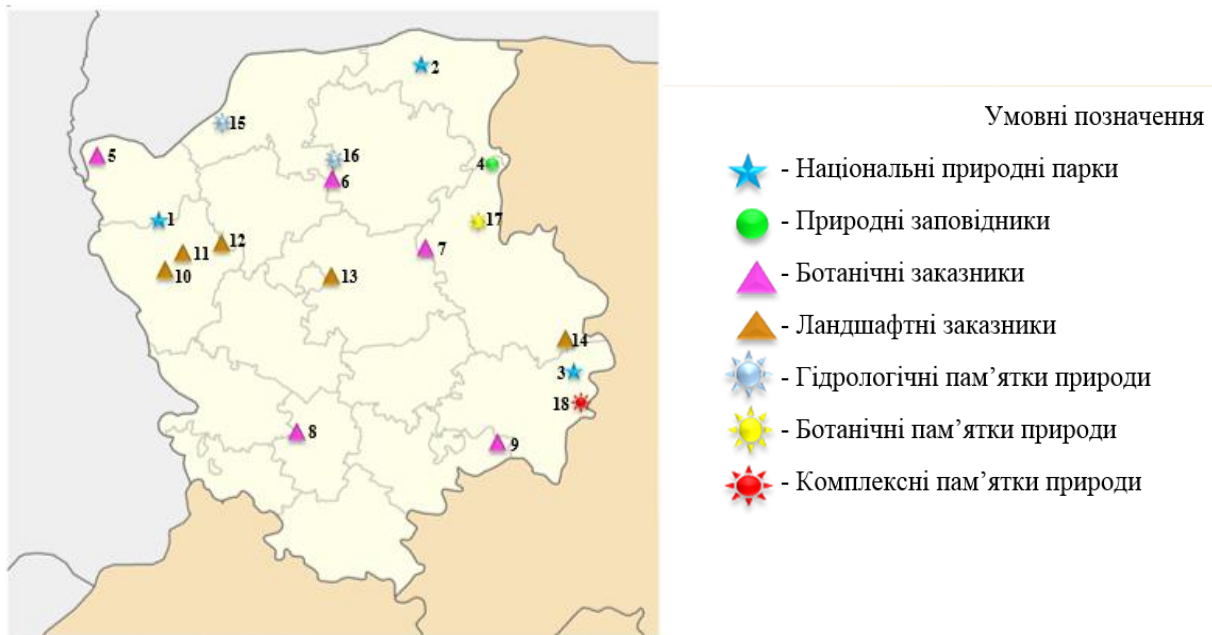 2
15
5
16
4
6
1
17
12
7
11
10
13
14
3
18
8
9
Умовні позначення
- Національні природні парки
- Природні заповідники
- Ботанічні заказники
- Ландшафтні заказники
- Гідрологічні пам’ятки природи
- Ботанічні пам’ятки природи
- Комплексні пам’ятки природи